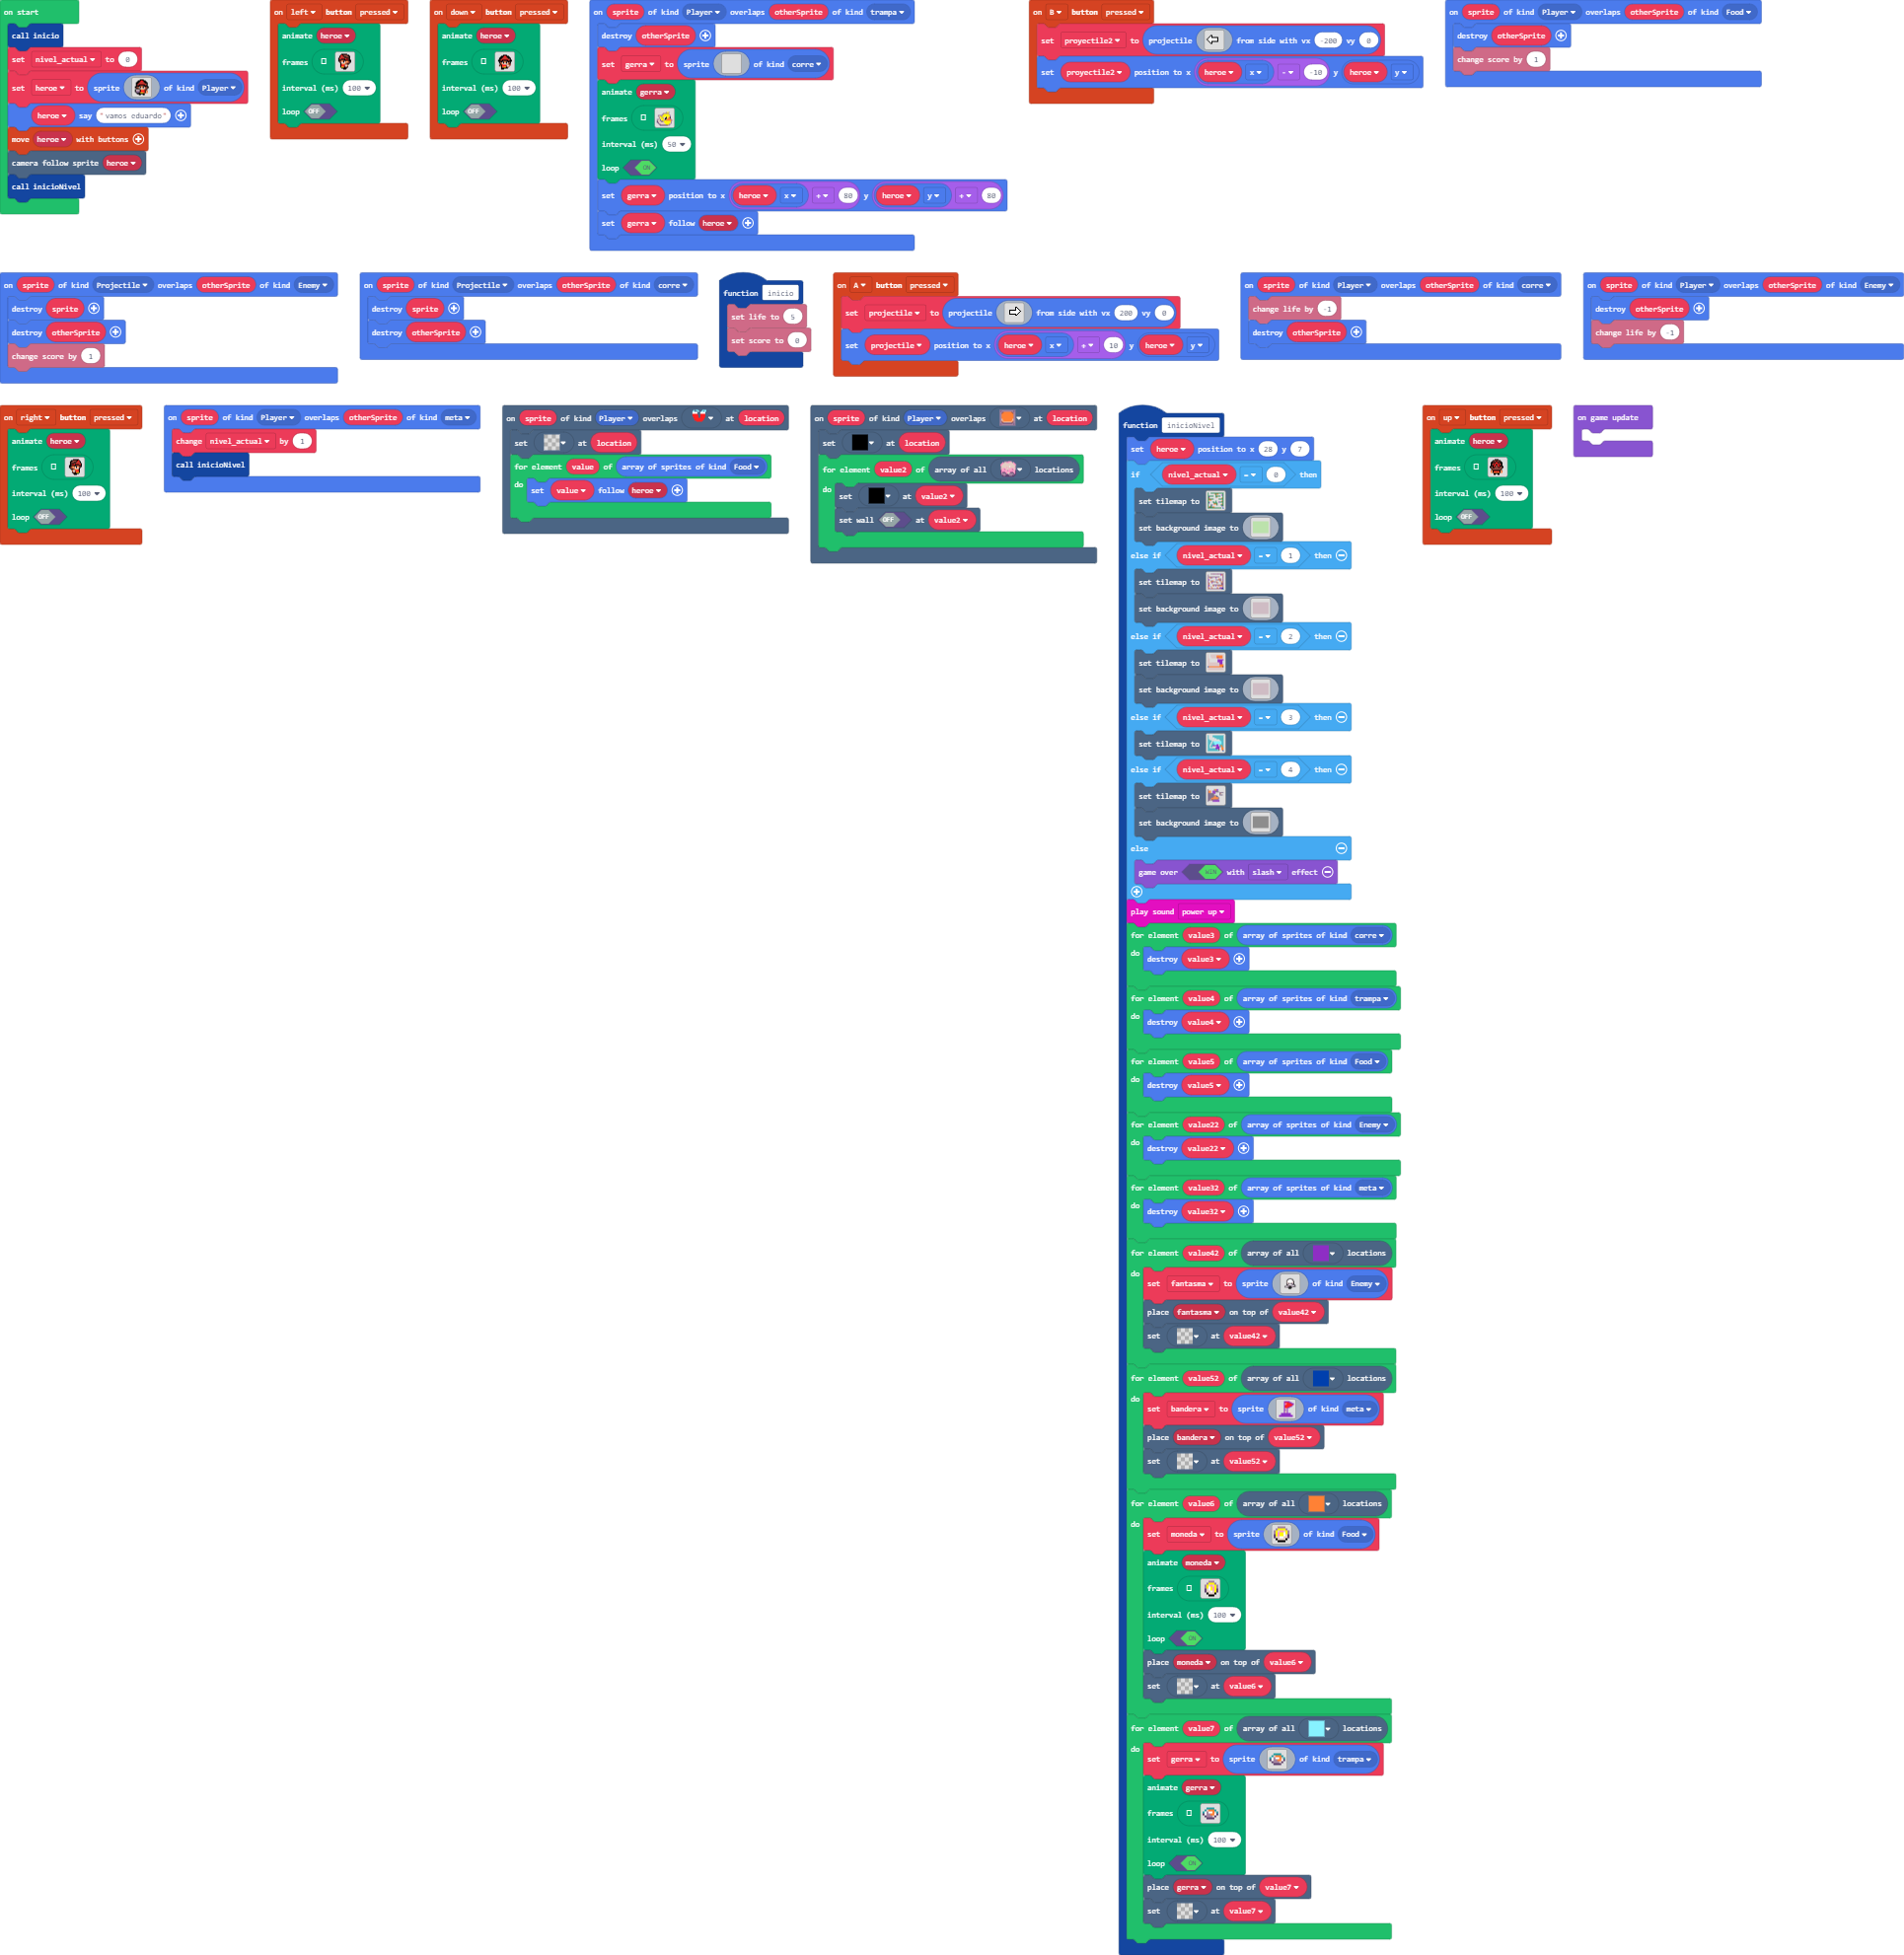 on start
call inicio
set nivel_actual to 0
set heroe to sprite of kind Player
heroe say "vamos eduardo"
move heroe with buttons
camera follow sprite heroe
call inicioNivel
on left button pressed
animate heroe
frames
interval (ms) 100
loop OFF
on down button pressed
animate heroe
frames
interval (ms) 100
loop OFF
on sprite of kind Player overlaps otherSprite of kind trampa
destroy otherSprite
set gerra to sprite of kind corre
animate gerra
frames
interval (ms) 50
loop ON
set gerra position to x heroe x + 80 y heroe y + 80
set gerra follow heroe
on B button pressed
set proyectile2 to projectile from side with vx -200 vy 0
set proyectile2 position to x heroe x - -10 y heroe y
on sprite of kind Player overlaps otherSprite of kind Food
destroy otherSprite
change score by 1
on sprite of kind Projectile overlaps otherSprite of kind Enemy
destroy sprite
destroy otherSprite
change score by 1
on sprite of kind Projectile overlaps otherSprite of kind corre
destroy sprite
destroy otherSprite
function inicio
set life to 5
set score to 0
on A button pressed
set projectile to projectile from side with vx 200 vy 0
set projectile position to x heroe x + 10 y heroe y
on sprite of kind Player overlaps otherSprite of kind corre
change life by -1
destroy otherSprite
on sprite of kind Player overlaps otherSprite of kind Enemy
destroy otherSprite
change life by -1
on right button pressed
animate heroe
frames
interval (ms) 100
loop OFF
on sprite of kind Player overlaps otherSprite of kind meta
change nivel_actual by 1
call inicioNivel
on sprite of kind Player overlaps at location
set at location
for element value of array of sprites of kind Food
do set value follow heroe
on sprite of kind Player overlaps at location
set at location
for element value2 of array of all locations
do set at value2
set wall OFF at value2
function inicioNivel
set heroe position to x 28 y 7
if nivel_actual = 0 then
set tilemap to
set background image to
else if nivel_actual = 1 then
set tilemap to
set background image to
else if nivel_actual = 2 then
set tilemap to
set background image to
else if nivel_actual = 3 then
set tilemap to
else if nivel_actual = 4 then
set tilemap to
set background image to
else
game over WIN with slash effect
play sound power up
for element value3 of array of sprites of kind corre
do destroy value3
for element value4 of array of sprites of kind trampa
do destroy value4
for element value5 of array of sprites of kind Food
do destroy value5
for element value22 of array of sprites of kind Enemy
do destroy value22
for element value32 of array of sprites of kind meta
do destroy value32
for element value42 of array of all locations
do set fantasma to sprite of kind Enemy
place fantasma on top of value42
set at value42
for element value52 of array of all locations
do set bandera to sprite of kind meta
place bandera on top of value52
set at value52
for element value6 of array of all locations
do set moneda to sprite of kind Food
animate moneda
frames
interval (ms) 100
loop ON
place moneda on top of value6
set at value6
for element value7 of array of all locations
do set gerra to sprite of kind trampa
animate gerra
frames
interval (ms) 100
loop ON
place gerra on top of value7
set at value7
on up button pressed
animate heroe
frames
interval (ms) 100
loop OFF
on game update